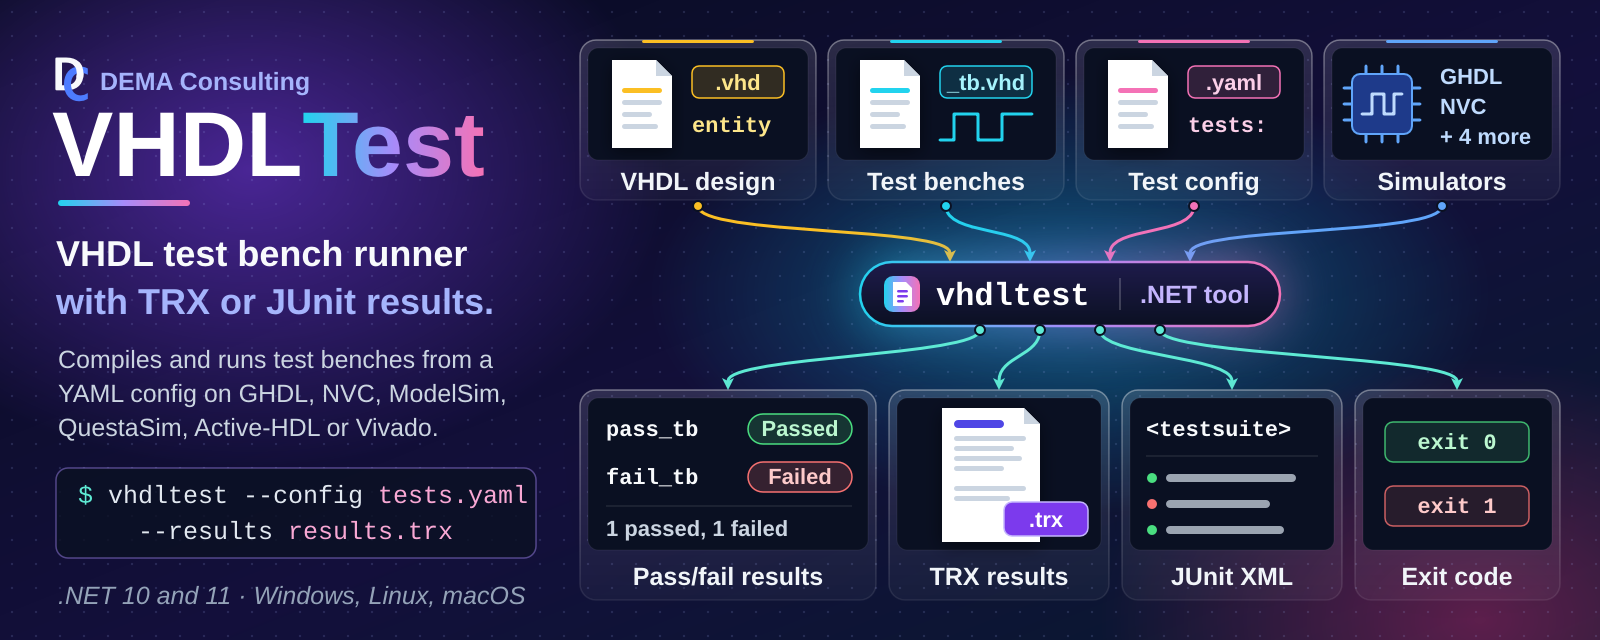 DC DEMA Consulting
VHDLTest
VHDL test bench runner
with TRX or JUnit results.
Compiles and runs test benches from a
YAML config on GHDL, NVC, ModelSim,
QuestaSim, Active-HDL or Vivado.
$ vhdltest --config tests.yaml
--results results.trx
.NET 10 and 11 · Windows, Linux, macOS
.vhd
entity
VHDL design
_tb.vhd
Test benches
.yaml
tests:
Test config
GHDL
NVC
+ 4 more
Simulators
vhdltest .NET tool
pass_tb Passed
fail_tb Failed
1 passed, 1 failed
Pass/fail results
.trx
TRX results
<testsuite>
JUnit XML
exit 0
exit 1
Exit code